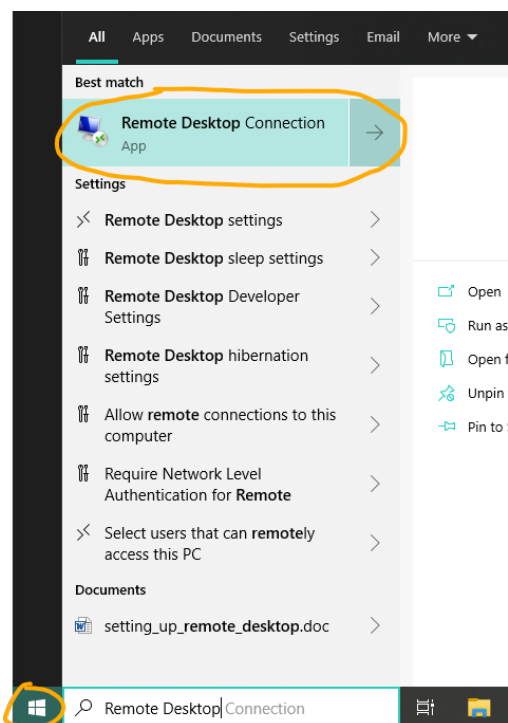 All Apps Documents Settings Email More
Best match
Remote Desktop Connection
App
Settings
Remote Desktop settings
Remote Desktop sleep settings
Remote Desktop Developer
Settings
Remote Desktop hibernation
settings
Allow remote connections to this
computer
Require Network Level
Authentication for Remote
Select users that can remotely
access this PC
Documents
setting_up_remote_desktop.doc
Open
Run as
Open f
Unpin
Pin to
Remote Desktop Connection